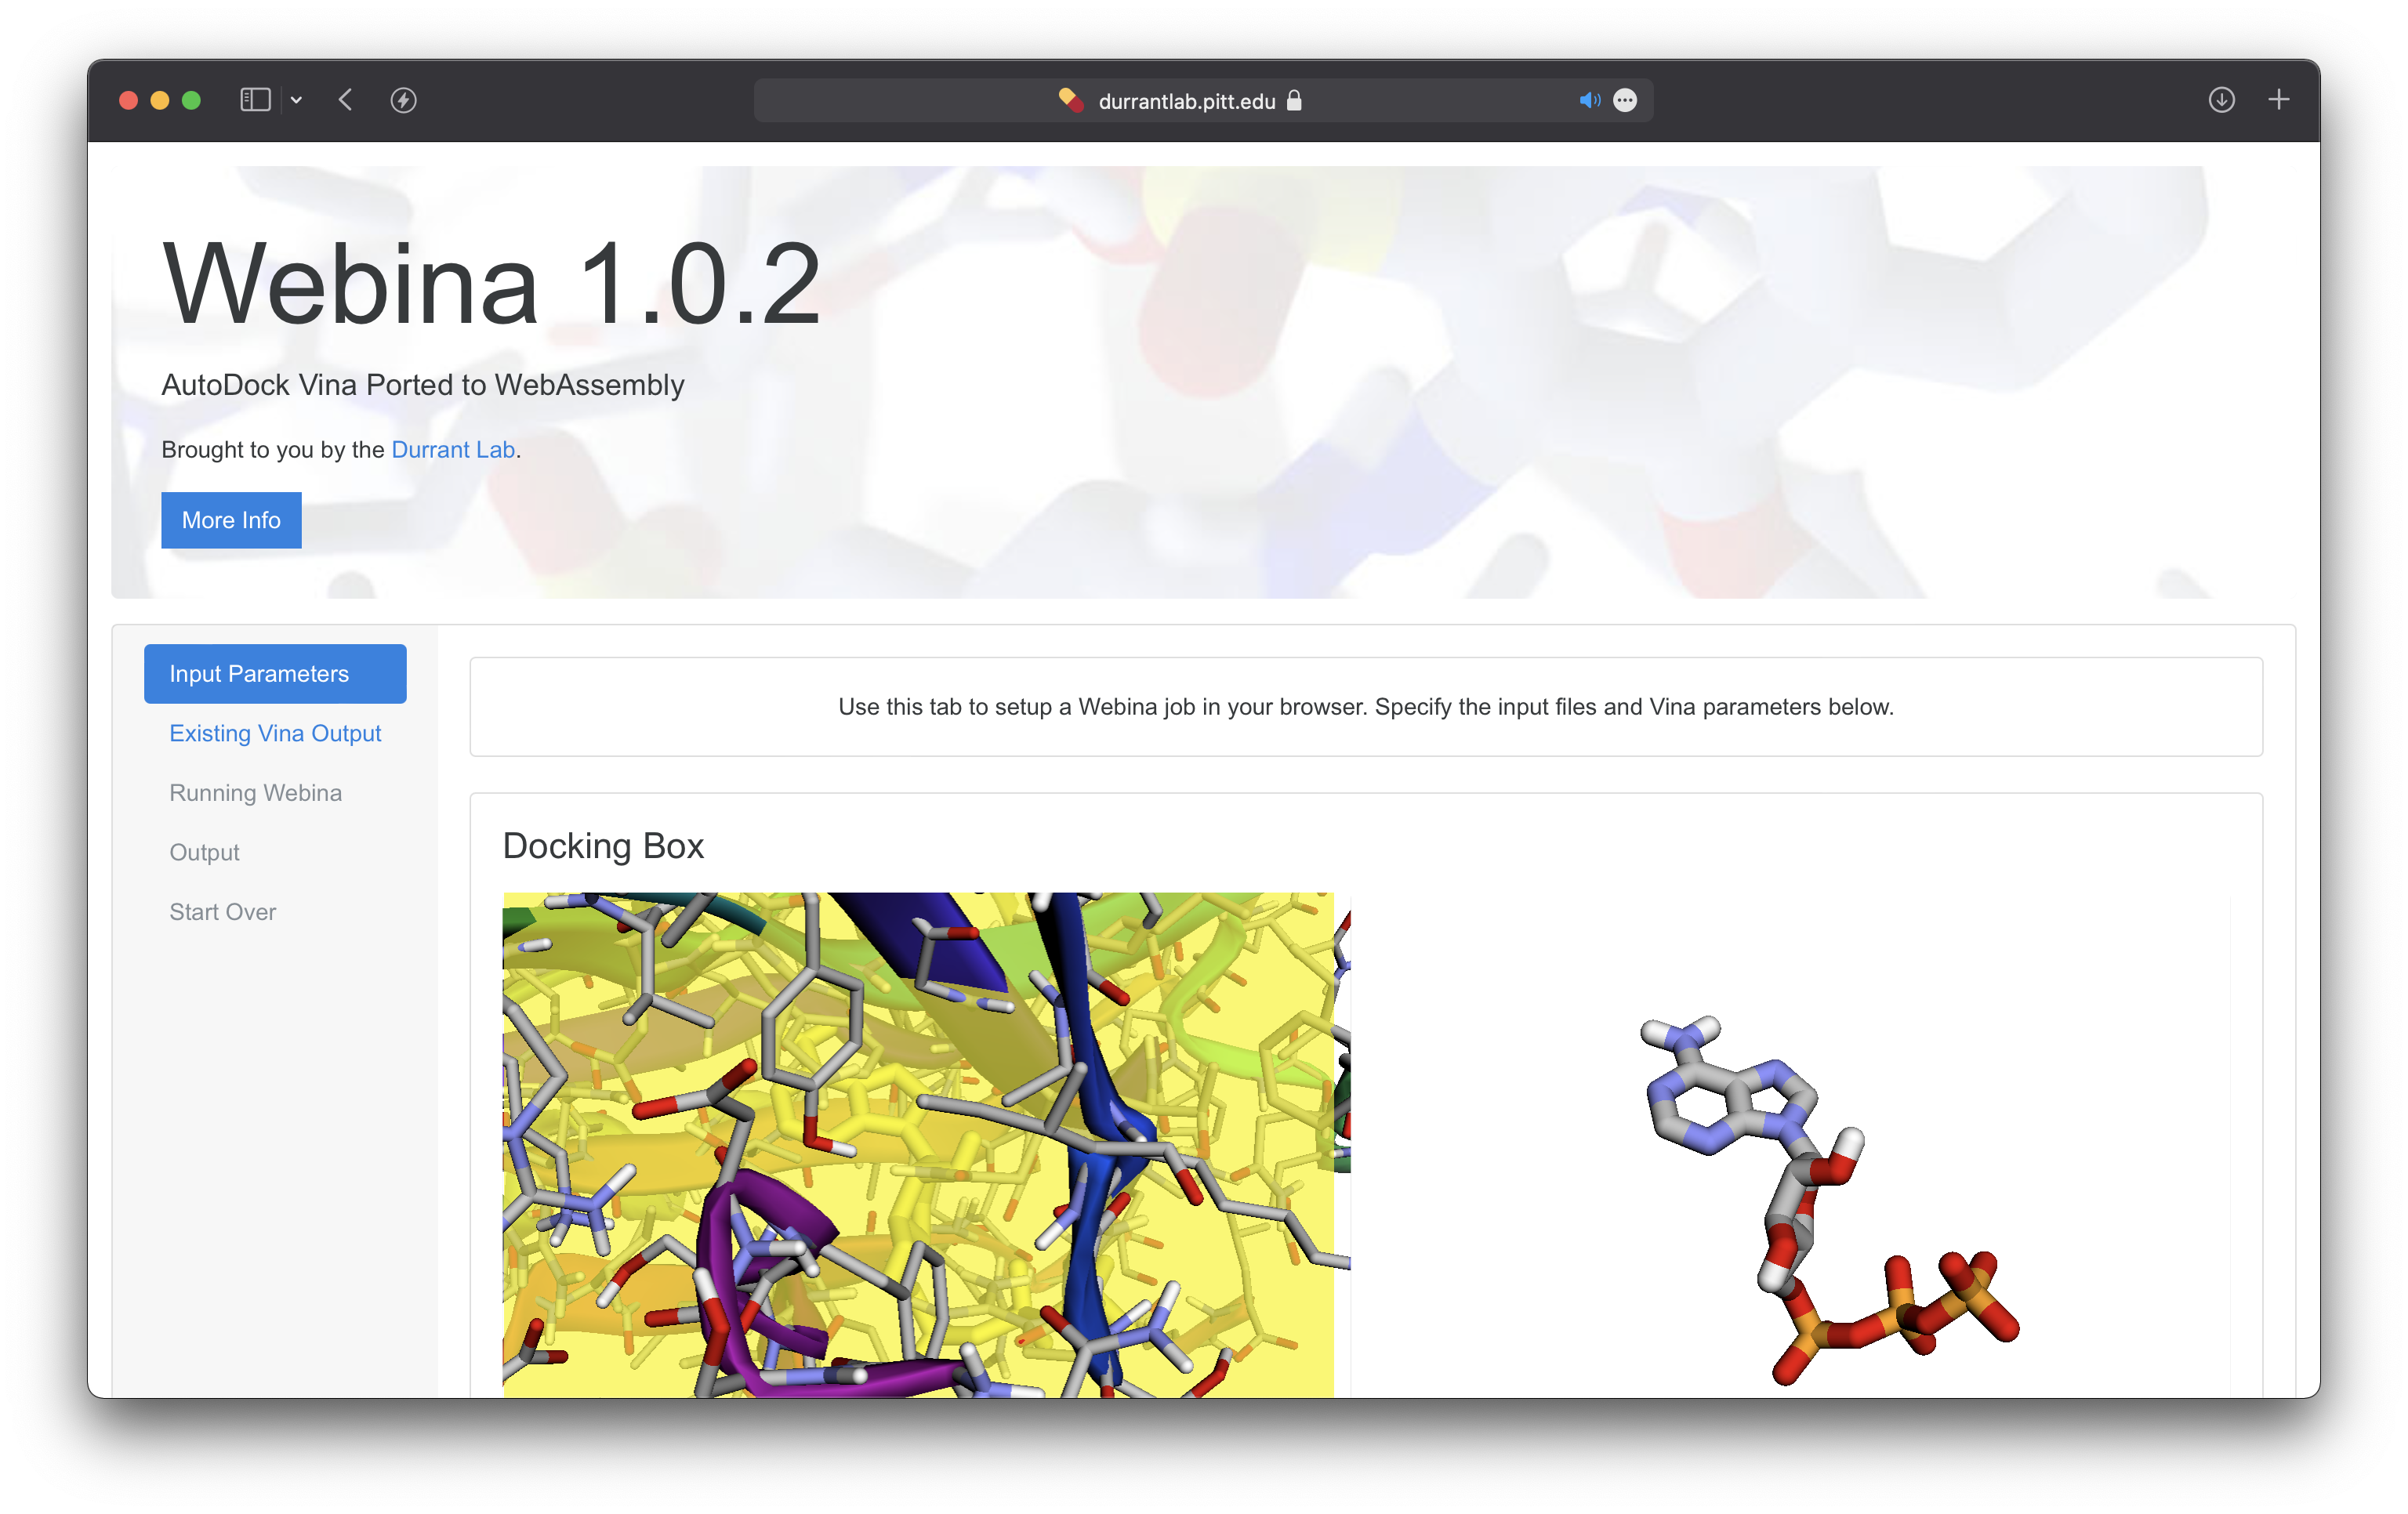 durrantlab.pitt.edu
Webina 1.0.2
AutoDock Vina Ported to WebAssembly
Brought to you by the Durrant Lab.
More Info
Input Parameters
Existing Vina Output
Running Webina
Output
Start Over
Use this tab to setup a Webina job in your browser. Specify the input files and Vina parameters below.
Docking Box